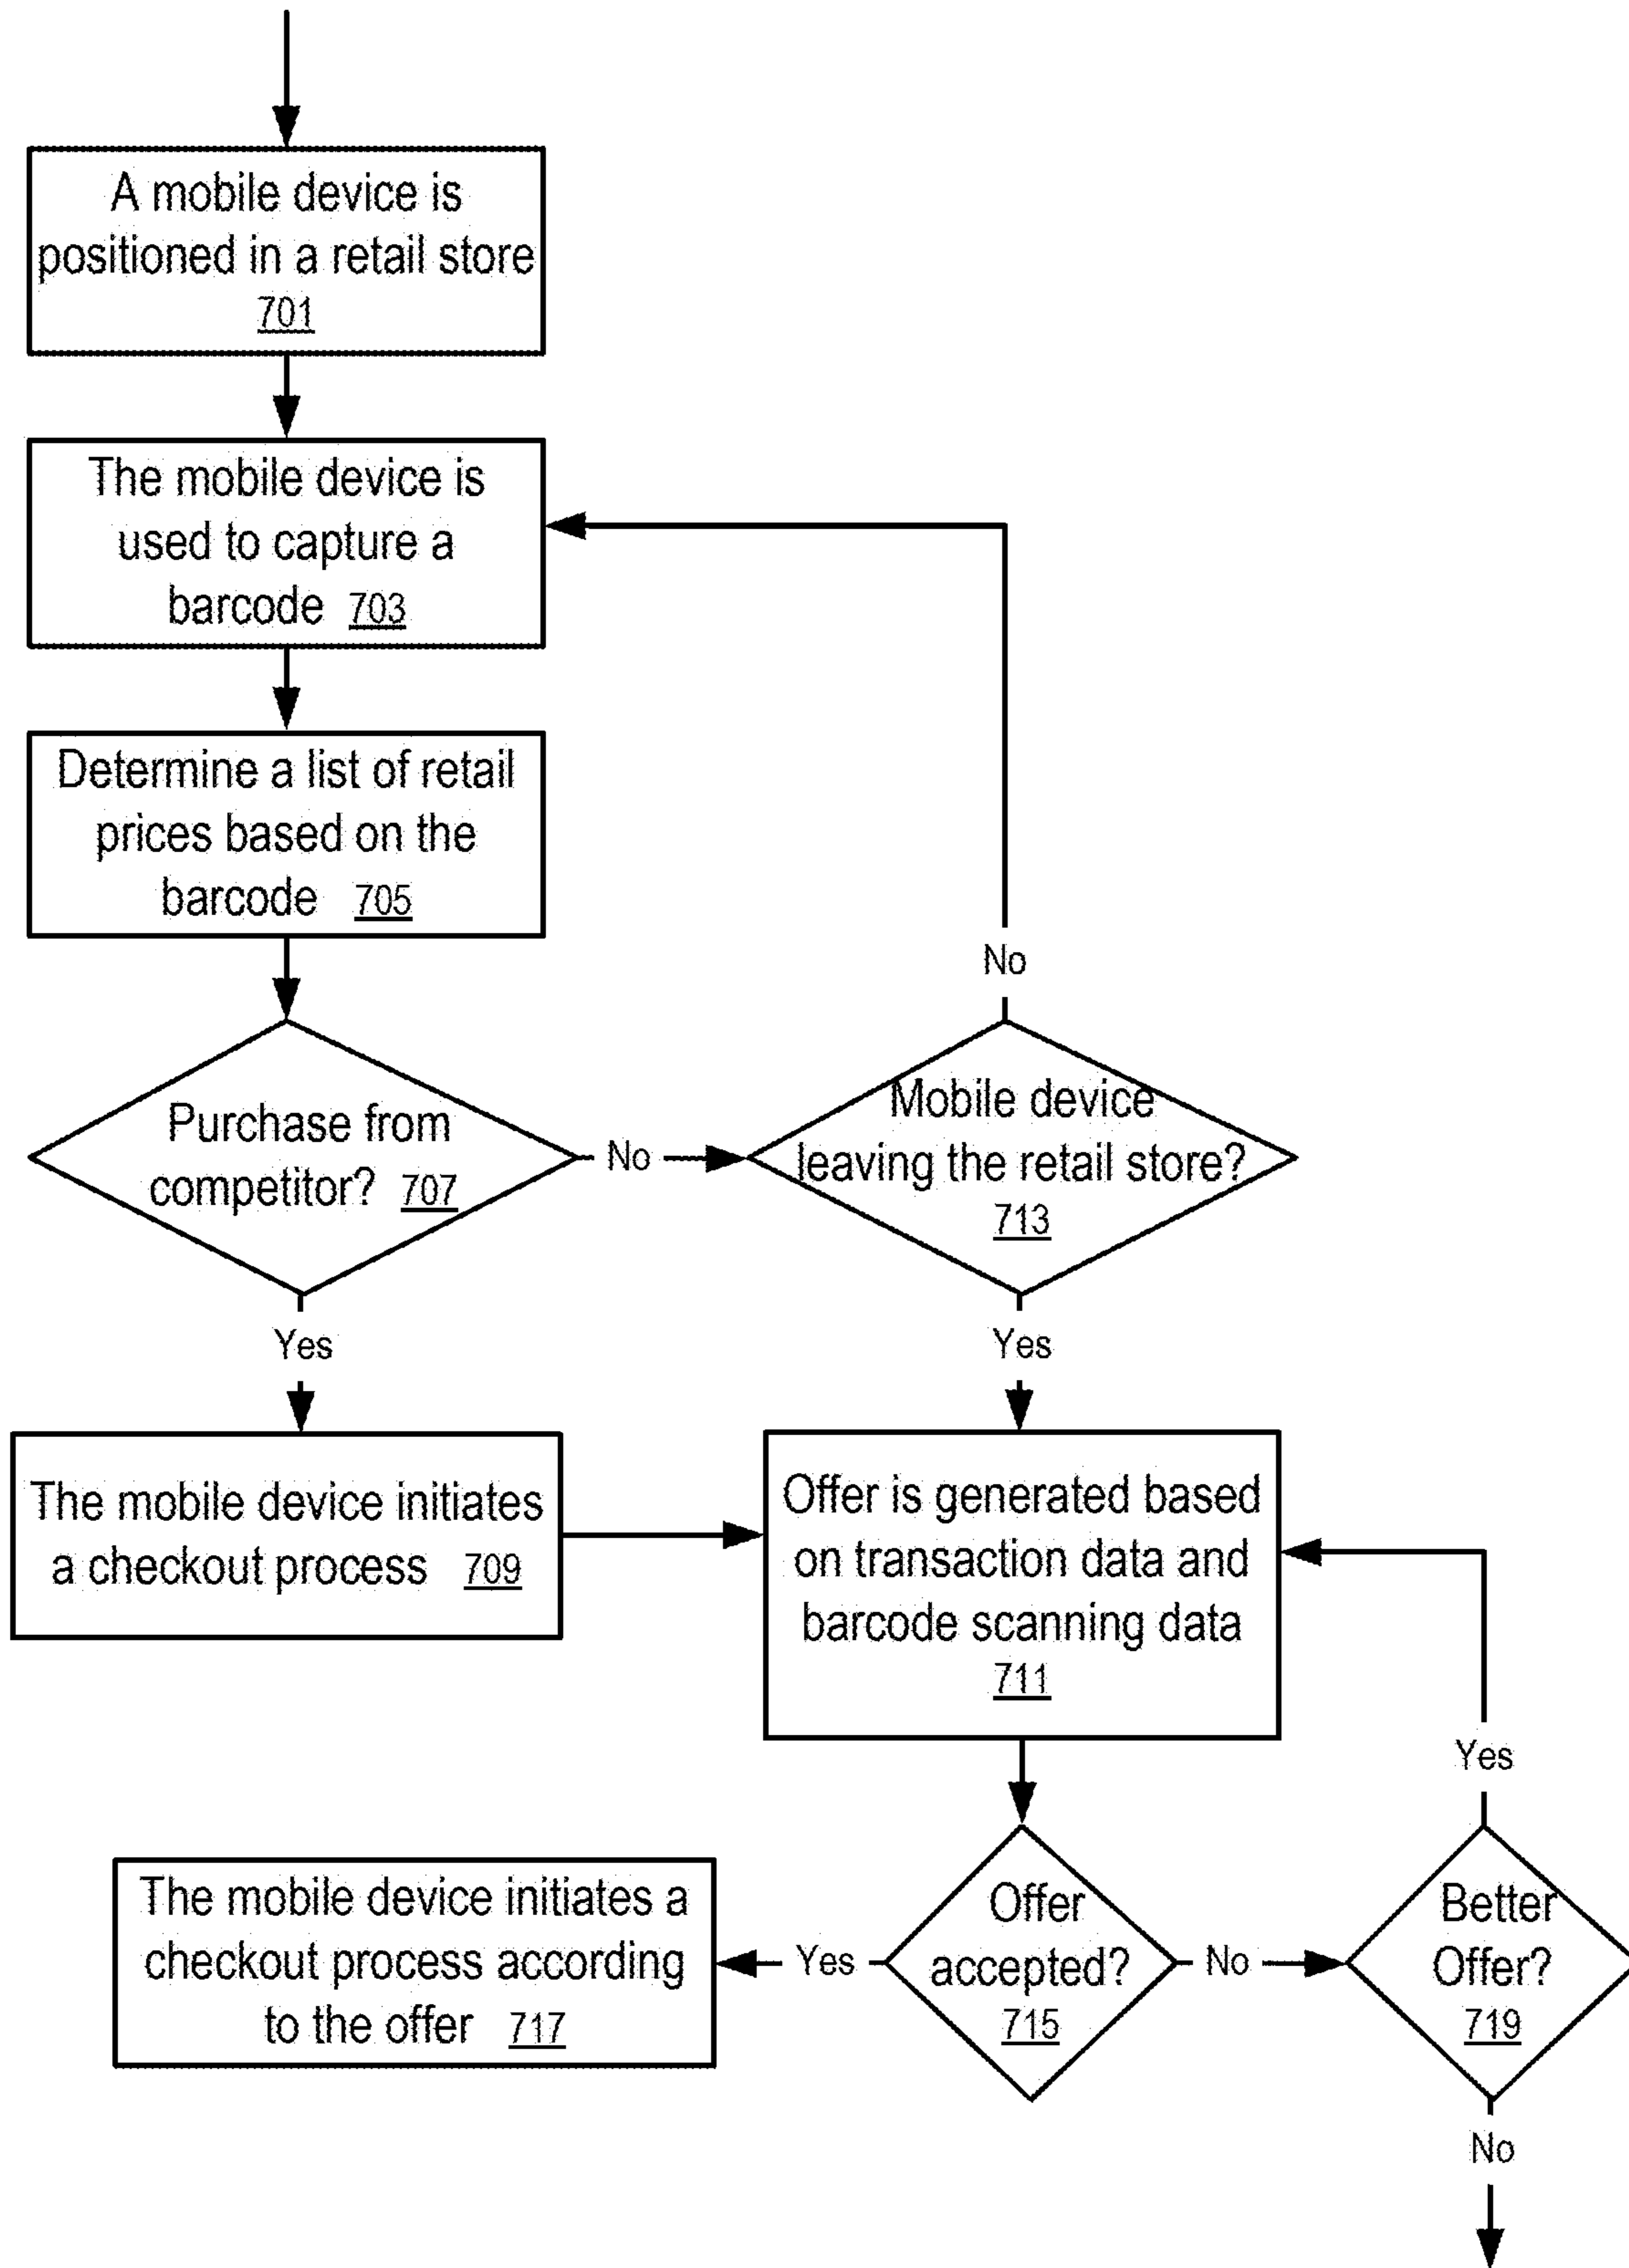 A mobile device is
positioned in a retail store
701
The mobile device is
used to capture a
barcode 703
Determine a list of retail
prices based on the
barcode 705
No
Purchase from
competitor? 707
No
Mobile device
leaving the retail store?
713
Yes
Yes
The mobile device initiates
a checkout process 709
Offer is generated based
on transaction data and
barcode scanning data
711
Yes
The mobile device initiates a
checkout process according
to the offer 717
Yes
Offer
accepted?
715
No
Better
Offer?
719
No